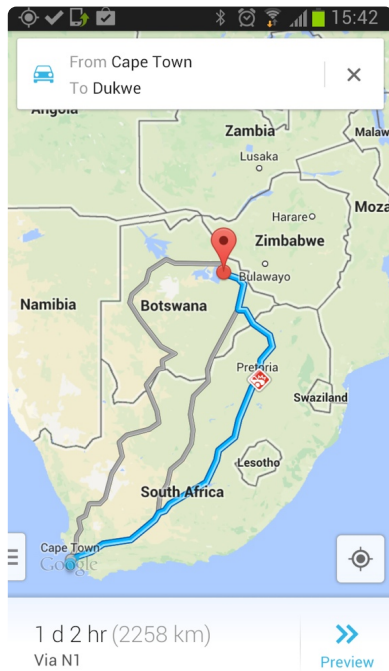 15:42
From Cape Town
To Dukwe
Angola
Zambia
Malaw
Lusaka
Harare
Moza
Zimbabwe
Bulawayo
Namibia
Botswana
Pretoria
Swaziland
Lesotho
South Africa
Cape Town
Google
1 d 2 hr (2258 km)
Via N1
Preview